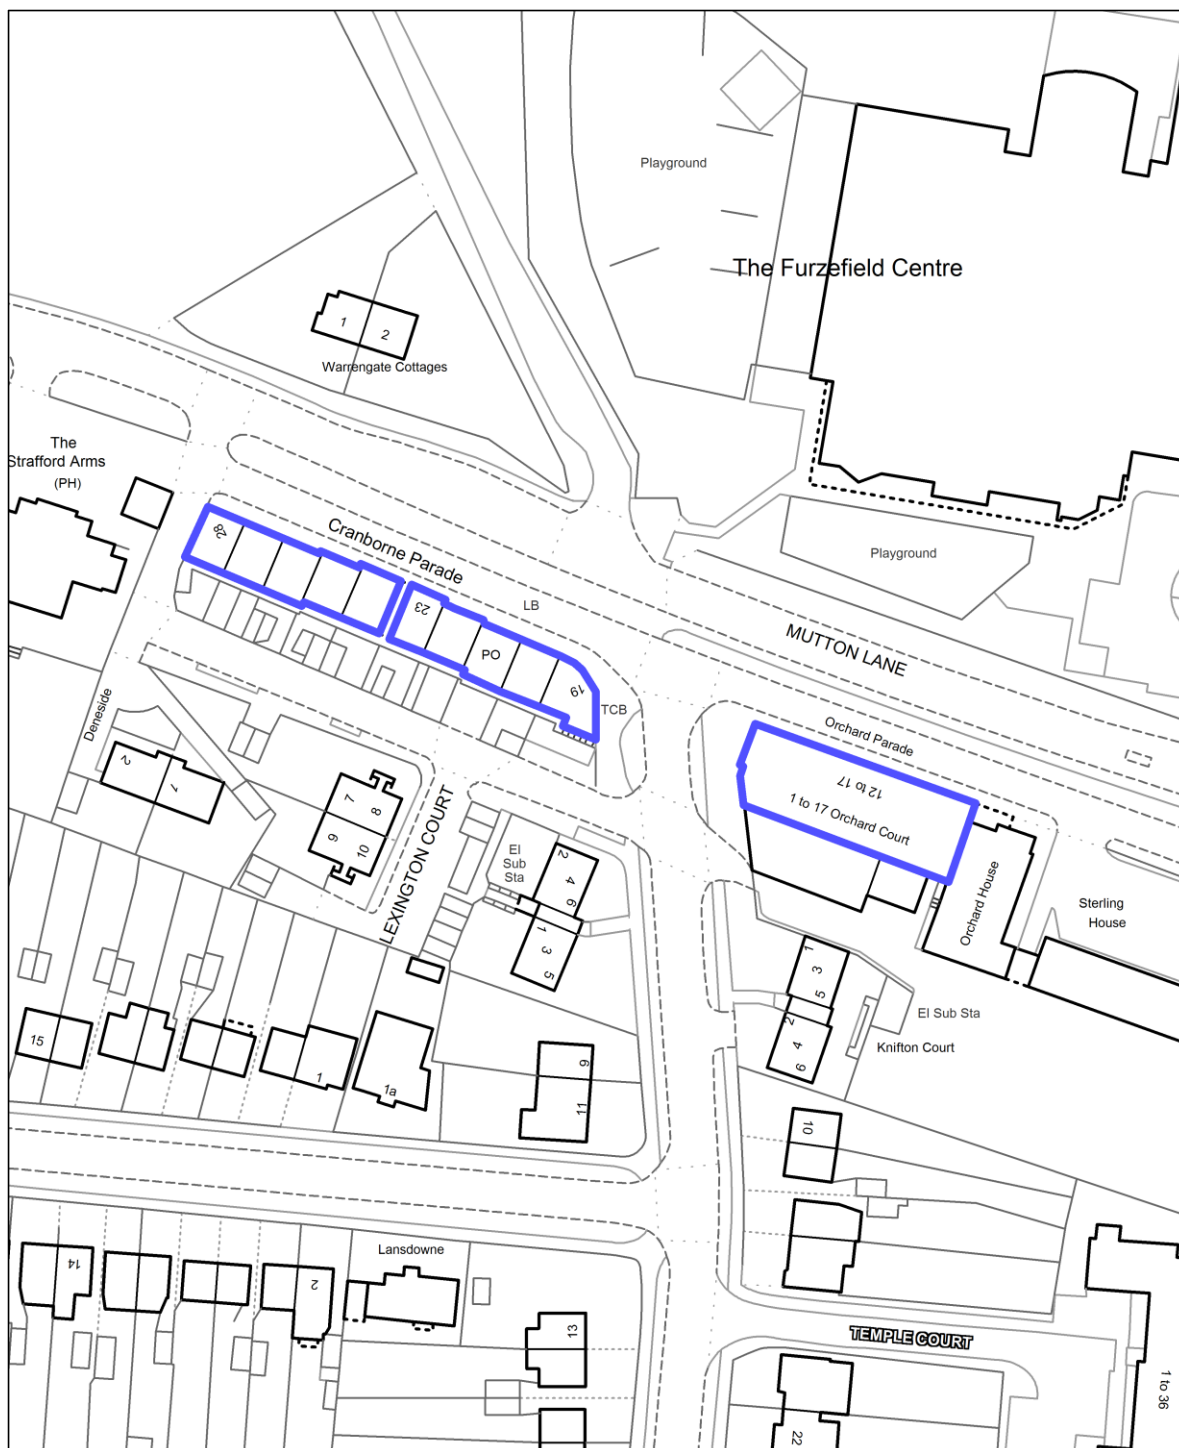 Playground
The Furzefield Centre
1
2
Warrengate Cottages
The
Strafford Arms
(PH)
28
Cranborne Parade
23
LB
PO
19
TCB
Playground
MUTTON LANE
Orchard Parade
12 to 17
1 to 17 Orchard Court
Orchard House
Sterling
House
Deneside
2
7
8
9
10
LEXINGTON COURT
El
Sub
Sta
2
4
6
1
3
5
1
3
5
2
4
6
El Sub Sta
Knifton Court
15
1
1a
9
11
10
14
2
Lansdowne
13
TEMPLE COURT
1 to 36
22